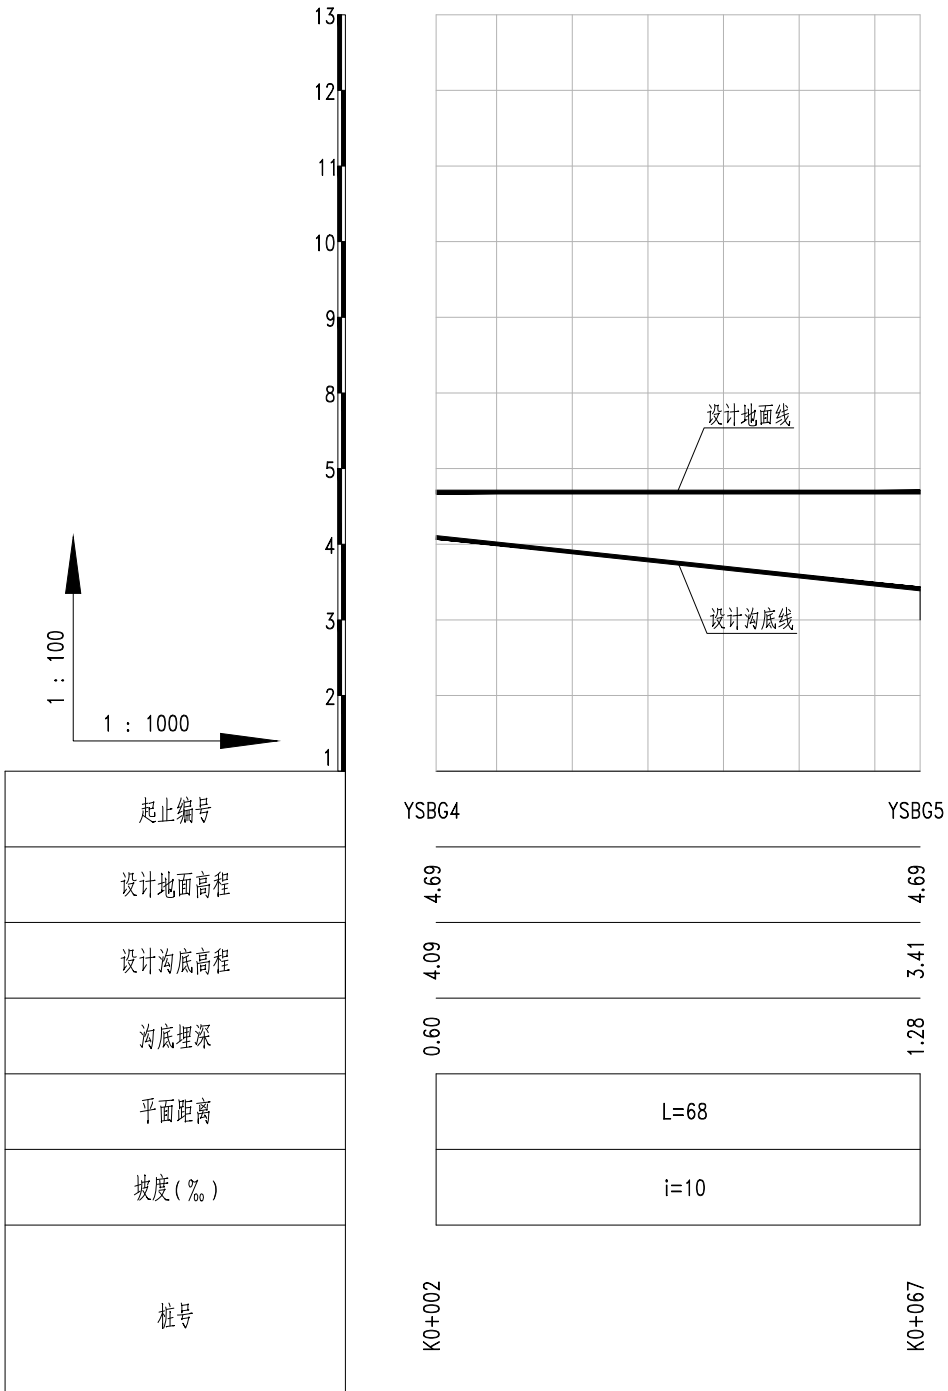 13
12
11
10
9
8
5
4
3
2
1
设计地面线
设计沟底线
1 : 100
1 : 1000
起止编号 YSBG4 YSBG5
设计地面高程 4.69 4.69
设计沟底高程 4.09 3.41
沟底埋深 0.60 1.28
平面距离 L=68
坡度(‰) i=10
桩号 K0+002 K0+067